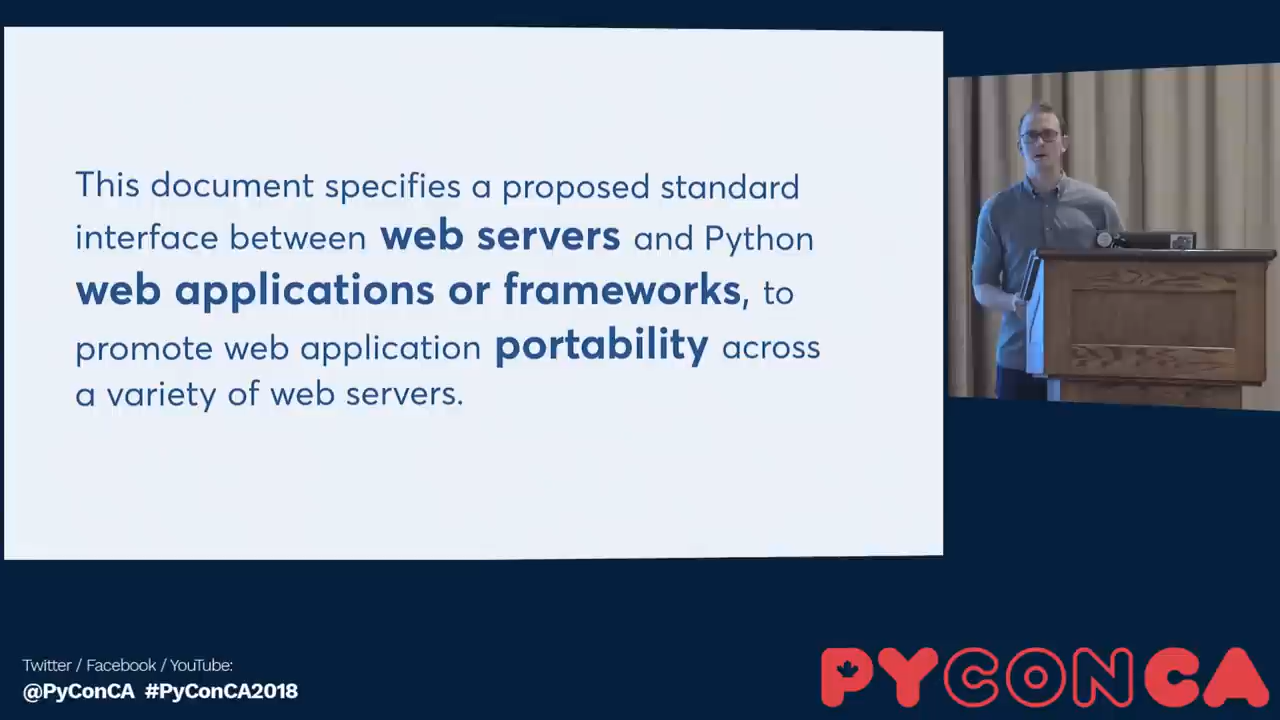 This document specifies a proposed standard
interface between web servers and Python
web applications or frameworks, to
promote web application portability across
a variety of web servers.
Twitter / Facebook / YouTube:
@PyConCA #PyConCA2018
PYCONCA